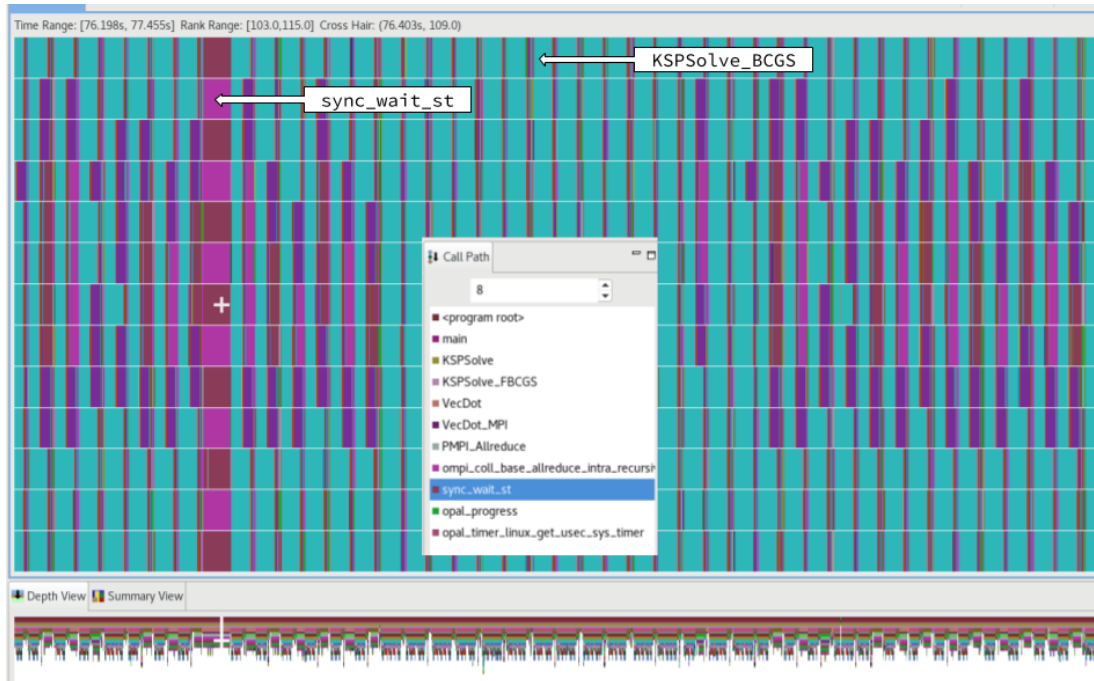 Time Range: [76.198s, 77.455s] Rank Range: [103.0,115.0] Cross Hair: (76.403s, 109.0)
KSPSolve_BCGS
sync_wait_st
Call Path
8
<program root>
main
KSPSolve
KSPSolve_FBCGS
VecDot
VecDot_MPI
PMPI_Allreduce
ompi_coll_base_allreduce_intra_recursi
sync_wait_st
opal_progress
opal_timer_linux_get_usec_sys_timer
Depth View Summary View